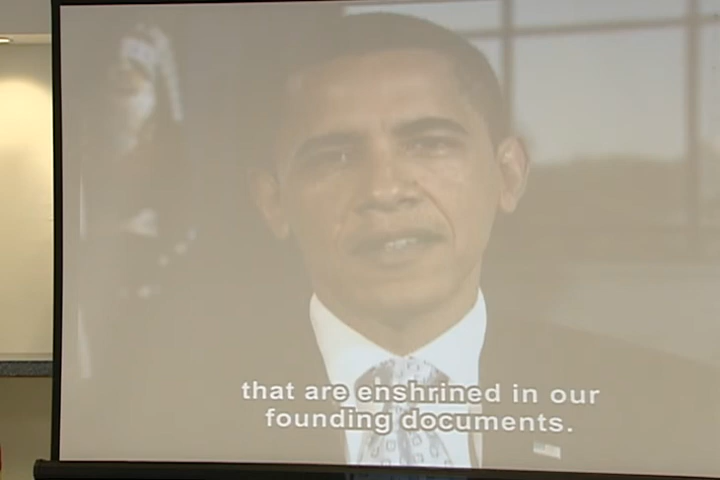 that are enshrined in our
founding documents.